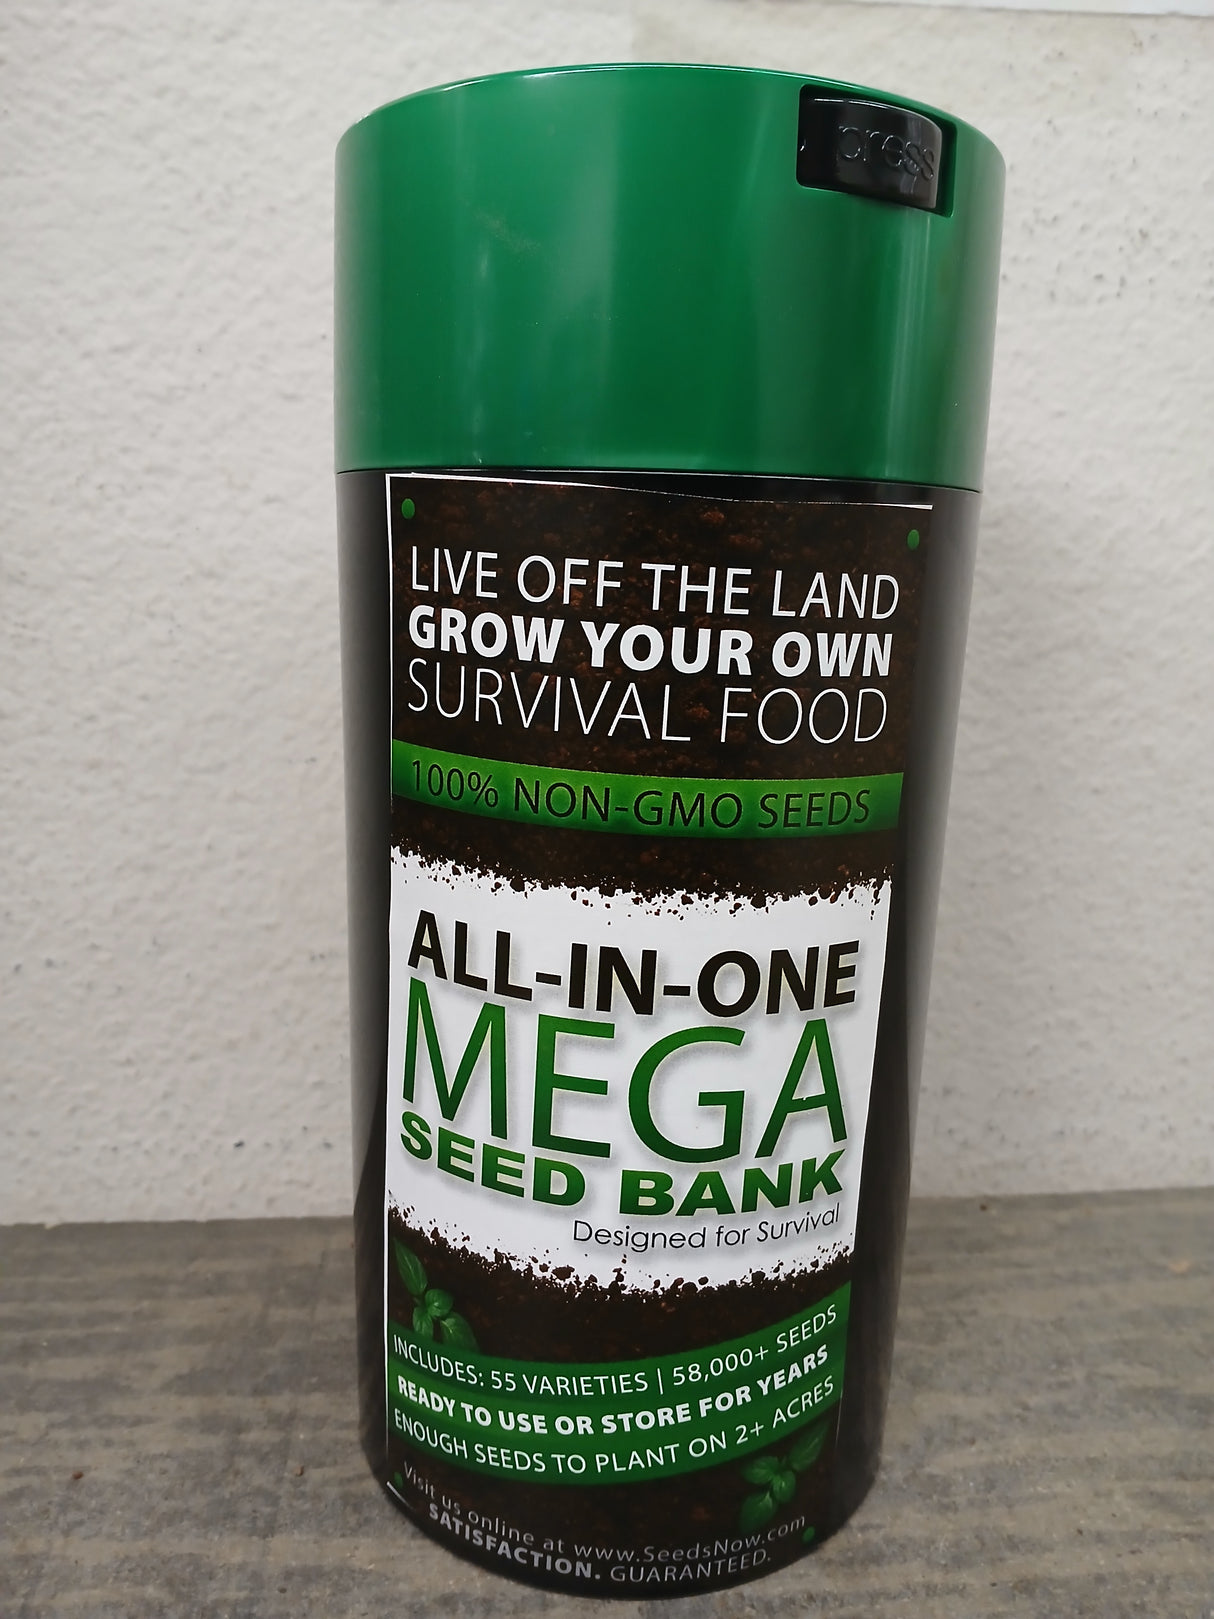 press
LIVE OFF THE LAND
GROW YOUR OWN
SURVIVAL FOOD
100% NON-GMO SEEDS
ALL-IN-ONE
MEGA
SEED BANK
Designed for Survival
INCLUDES: 55 VARIETIES | 58,000+ SEEDS
READY TO USE OR STORE FOR YEARS
ENOUGH SEEDS TO PLANT ON 2+ ACRES
Visit us online at www.SeedsNow.com
SATISFACTION. GUARANTEED.